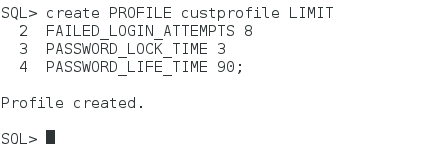 SQL> create PROFILE custprofile LIMIT
2 FAILED_LOGIN_ATTEMPTS 8
3 PASSWORD_LOCK_TIME 3
4 PASSWORD_LIFE_TIME 90;
Profile created.
SQL>